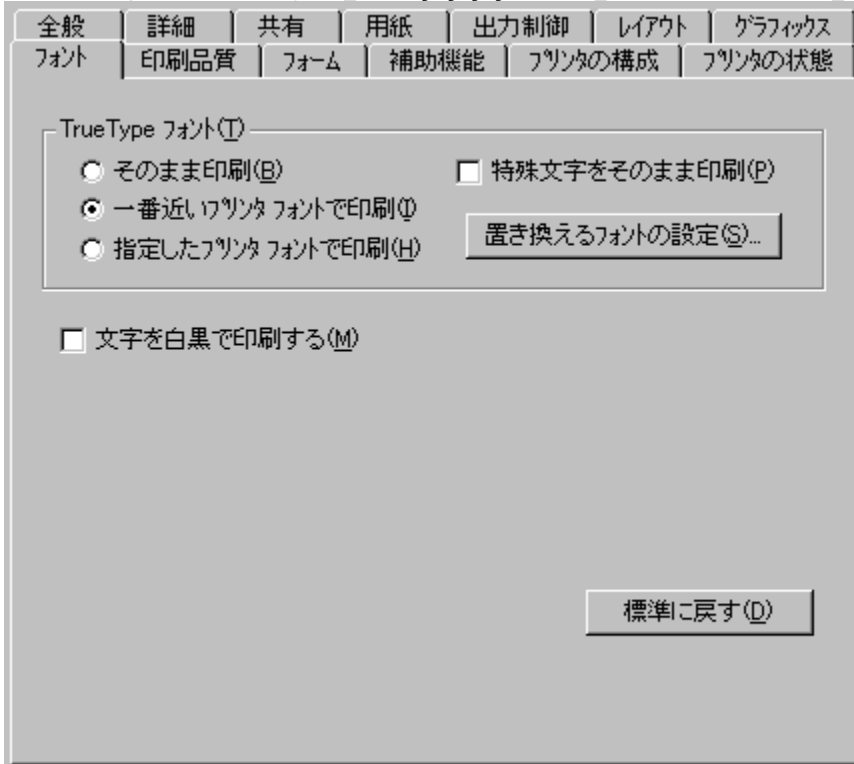 全般 詳細 共有 用紙 出力制御 ﾚｲｱｳﾄ ｸﾞﾗﾌｨｯｸｽ
ﾌｫﾝﾄ 印刷品質 ﾌｫｰﾑ 補助機能 ﾌﾟﾘﾝﾀの構成 ﾌﾟﾘﾝﾀの状態
TrueType ﾌｫﾝﾄ(T)
そのまま印刷(B) 特殊文字をそのまま印刷(P)
一番近いﾌﾟﾘﾝﾀ ﾌｫﾝﾄで印刷(I)
置き換えるﾌｫﾝﾄの設定(S)...
指定したﾌﾟﾘﾝﾀ ﾌｫﾝﾄで印刷(H)
文字を白黒で印刷する(M)
標準に戻す(D)